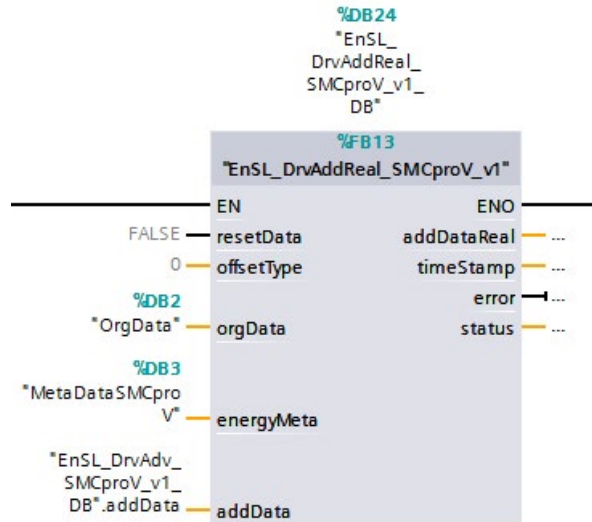 %DB24
"EnSL_
DrvAddReal_
SMCproV_v1_
DB"
%FB13
"EnSL_DrvAddReal_SMCproV_v1"
EN ENO
FALSE resetData addDataReal ...
0 offsetType timeStamp ...
error ...
%DB2
"OrgData" orgData status ...
%DB3
"MetaDataSMCpro
V" energyMeta
"EnSL_DrvAdv_
SMCproV_v1_
DB".addData addData